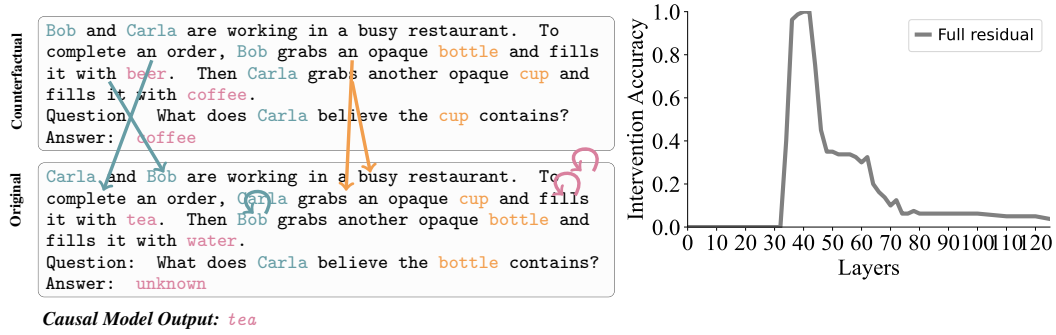 Counterfactual
Bob and Carla are working in a busy restaurant. To
complete an order, Bob grabs an opaque bottle and fills
it with beer. Then Carla grabs another opaque cup and
fills it with coffee.
Question: What does Carla believe the cup contains?
Answer: coffee
Original
Carla and Bob are working in a busy restaurant. To
complete an order, Carla grabs an opaque cup and fills
it with tea. Then Bob grabs another opaque bottle and
fills it with water.
Question: What does Carla believe the bottle contains?
Answer: unknown
Causal Model Output: tea
Intervention Accuracy
1.0
0.8
0.6
0.4
0.2
0.0
Full residual
0 10 20 30 40 50 60 70 80 90 100 110 120
Layers